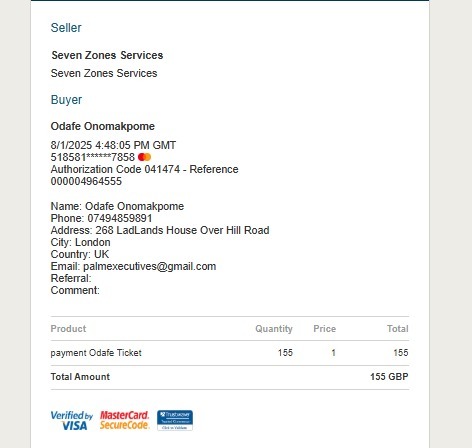 Seller
Seven Zones Services
Seven Zones Services
Buyer
Odafe Onomakpome
8/1/2025 4:48:05 PM GMT
518581******7858
Authorization Code 041474 - Reference
000004964555
Name: Odafe Onomakpome
Phone: 07494859891
Address: 268 LadLands House Over Hill Road
City: London
Country: UK
Email: palmexecutives@gmail.com
Referral:
Comment:
Product Quantity Price Total
payment Odafe Ticket 155 1 155
Total Amount 155 GBP
Verified by VISA MasterCard. SecureCode. Trustwave